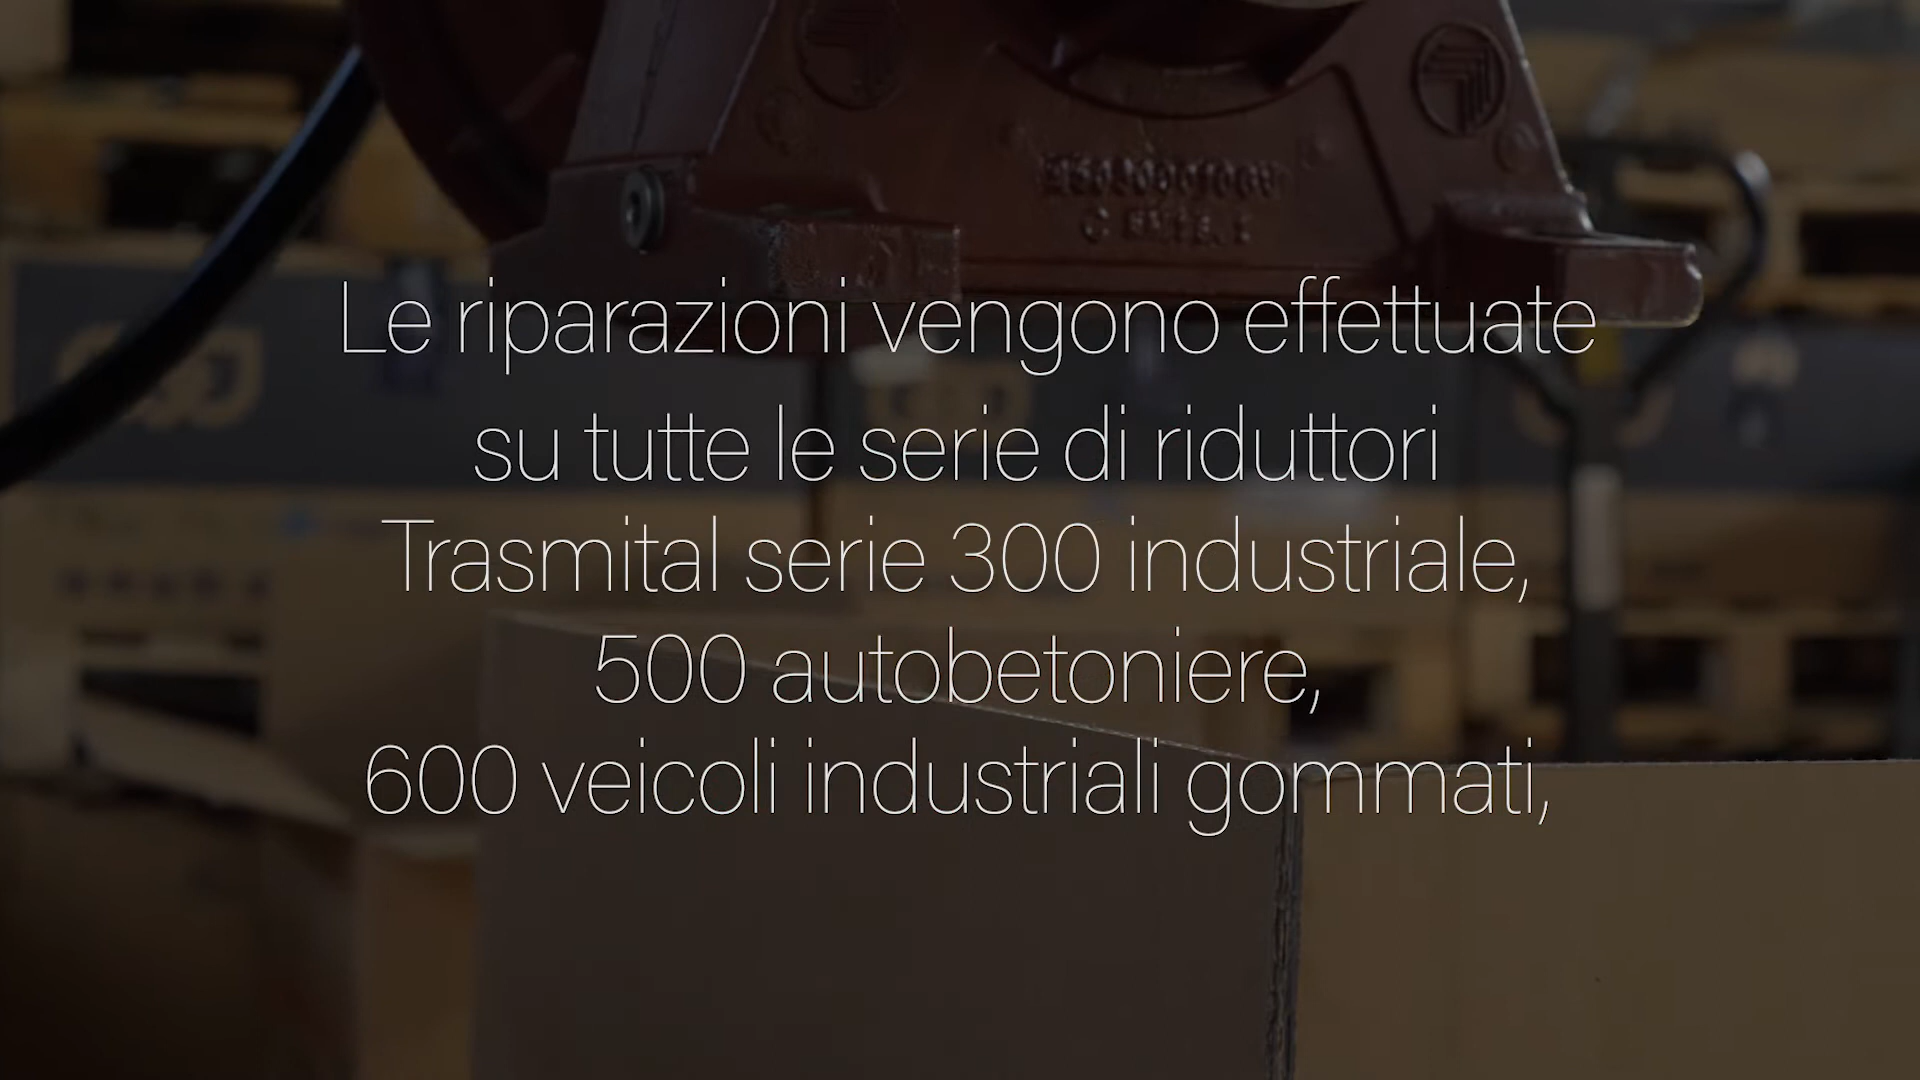 Le riparazioni vengono effettuate
su tutte le serie di riduttori
Trasmital serie 300 industriale,
500 autobetoniere,
600 veicoli industriali gommati,